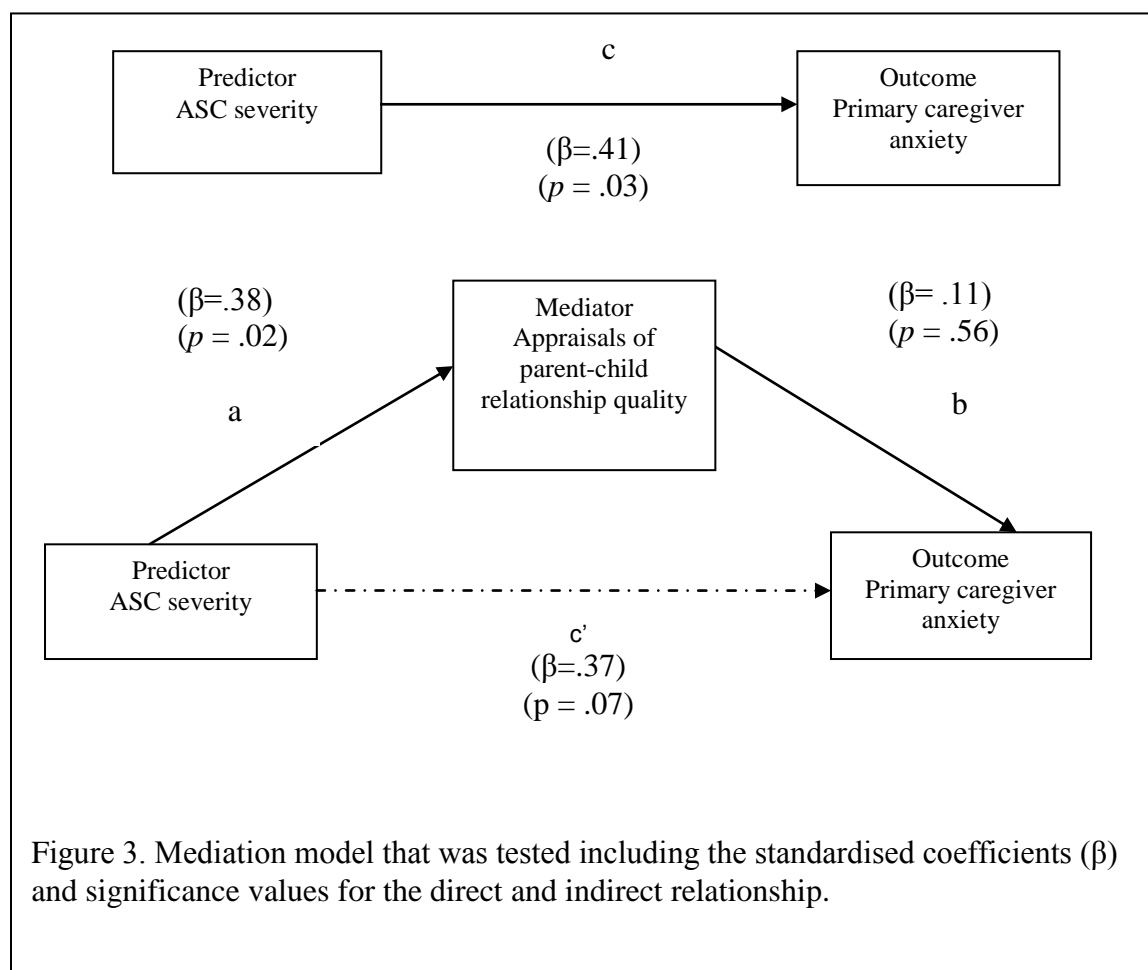 c
Predictor
ASC severity
Outcome
Primary caregiver
anxiety
(β=.41)
(p = .03)
(β=.38)
(p = .02)
Mediator
Appraisals of
parent-child
relationship quality
(β= .11)
(p = .56)
a
b
Predictor
ASC severity
Outcome
Primary caregiver
anxiety
c’
(β=.37)
(p = .07)
Figure 3. Mediation model that was tested including the standardised coefficients (β)
and significance values for the direct and indirect relationship.